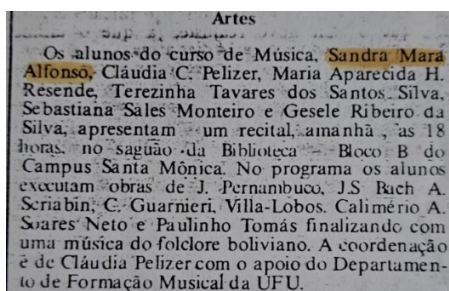 Artes
Os alunos do curso de Música, Sandra Mará
Alfonso, Cláudia C. Pelizer, Maria Aparecida H.
Resende, Terezinha Tavares dos Santos Silva,
Sebastiana Sales Monteiro e Gesele Ribeiro da
Silva, apresentam um recital, amanhã, as 18
horas, no saguão da Biblioteca - Bloco B do
Campus Santa Mônica. No programa os alunos
executam obras de J. Pernambuco, J.S Bach A.
Scriabin, C. Guarnieri, Villa-Lobos. Calimério A.
Soares Neto e Paulinho Tomás finalizando com
uma música do folclore boliviano. A coordenação
é de Cláudia Pelizer com o apoio do Departamen-
to de Formação Musical da UFU.